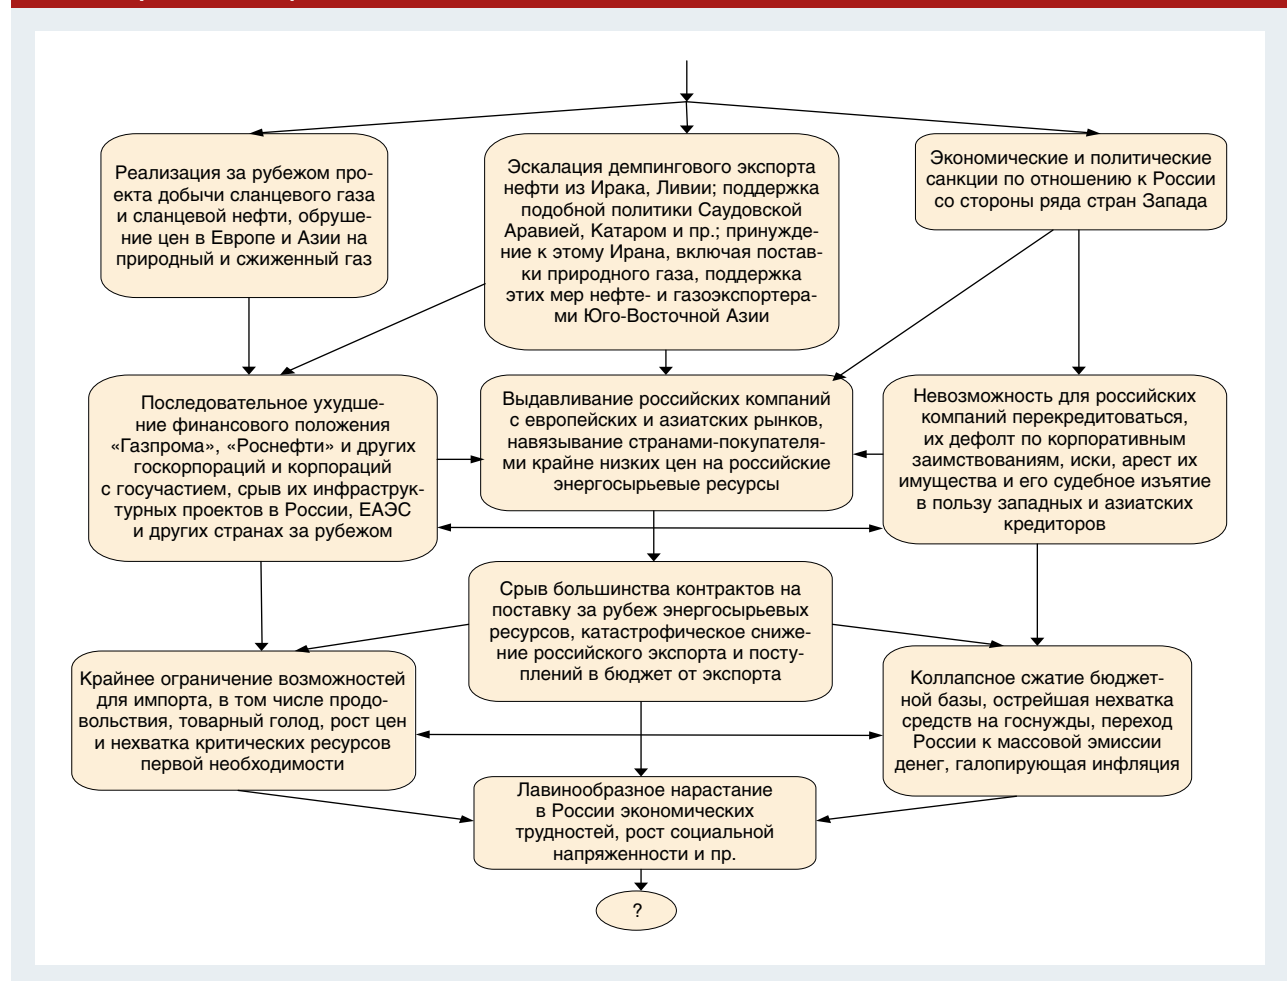 Реализация за рубежом про-
екта добычи сланцевого газа
и сланцевой нефти, обруше-
ние цен в Европе и Азии на
природный и сжиженный газ
Эскалация демпингового экспорта
нефти из Ирака, Ливии; поддержка
подобной политики Саудовской
Аравией, Катаром и пр.; принужде-
ние к этому Ирана, включая постав-
ки природного газа, поддержка
этих мер нефте- и газоэкспортера-
ми Юго-Восточной Азии
Экономические и политические
санкции по отношению к России
со стороны ряда стран Запада
Последовательное ухудше-
ние финансового положения
«Газпрома», «Роснефти» и других
госкорпораций и корпораций
с госучастием, срыв их инфраструк-
турных проектов в России, ЕАЭС
и других странах за рубежом
Выдавливание российских компаний
с европейских и азиатских рынков,
навязывание странами-покупателя-
ми крайне низких цен на российские
энергосырьевые ресурсы
Невозможность для российских
компаний перекредитоваться,
их дефолт по корпоративным
заимствованиям, иски, арест их
имущества и его судебное изъятие
в пользу западных и азиатских
кредиторов
Срыв большинства контрактов на
поставку за рубеж энергосырьевых
ресурсов, катастрофическое сниже-
ние российского экспорта и посту-
плений в бюджет от экспорта
Крайнее ограничение возможностей
для импорта, в том числе продо-
вольствия, товарный голод, рост цен
и нехватка критических ресурсов
первой необходимости
Коллапсное сжатие бюджет-
ной базы, острейшая нехватка
средств на госнужды, переход
России к массовой эмиссии
денег, галопирующая инфляция
Лавинообразное нарастание
в России экономических
трудностей, рост социальной
напряженности и пр.
?